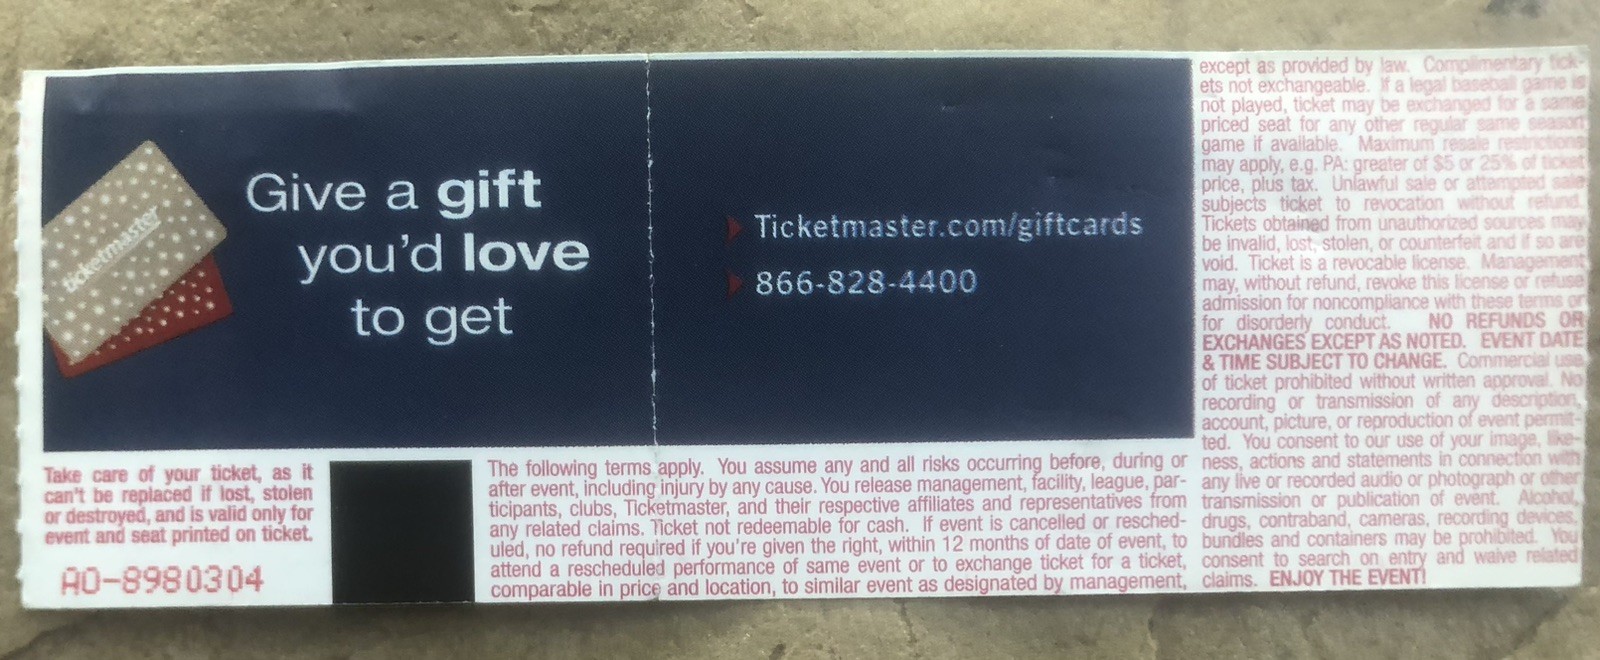 ticketmaster
Give a gift
you'd love
to get
Ticketmaster.com/giftcards
866-828-4400
Take care of your ticket, as it
can't be replaced if lost, stolen
or destroyed, and is valid only for
event and seat printed on ticket.
AO-8980304
The following terms apply. You assume any and all risks occurring before, during or
after event, including injury by any cause. You release management, facility, league, par-
ticipants, clubs, Ticketmaster, and their respective affiliates and representatives from
any related claims. Ticket not redeemable for cash. If event is cancelled or resched-
uled, no refund required if you're given the right, within 12 months of date of event, to
attend a rescheduled performance of same event or to exchange ticket for a ticket,
comparable in price and location, to similar event as designated by management,
except as provided by law. Complimentary tick-
ets not exchangeable. If a legal baseball game is
not played, ticket may be exchanged for a same
priced seat for any other regular same season
game if available. Maximum resale restrictions
may apply, e.g. PA: greater of $5 or 25% of ticket
price, plus tax. Unlawful sale or attempted sale
subjects ticket to revocation without refund.
Tickets obtained from unauthorized sources may
be invalid, lost, stolen, or counterfeit and if so are
void. Ticket is a revocable license. Management
may, without refund, revoke this license or refuse
admission for noncompliance with these terms or
for disorderly conduct. NO REFUNDS OR
EXCHANGES EXCEPT AS NOTED. EVENT DATE
& TIME SUBJECT TO CHANGE. Commercial use
of ticket prohibited without written approval. No
recording or transmission of any description,
account, picture, or reproduction of event permit-
ted. You consent to our use of your image, like-
ness, actions and statements in connection with
any live or recorded audio or photograph or other
transmission or publication of event. Alcohol,
drugs, contraband, cameras, recording devices,
bundles and containers may be prohibited. You
consent to search on entry and waive related
claims. ENJOY THE EVENT!